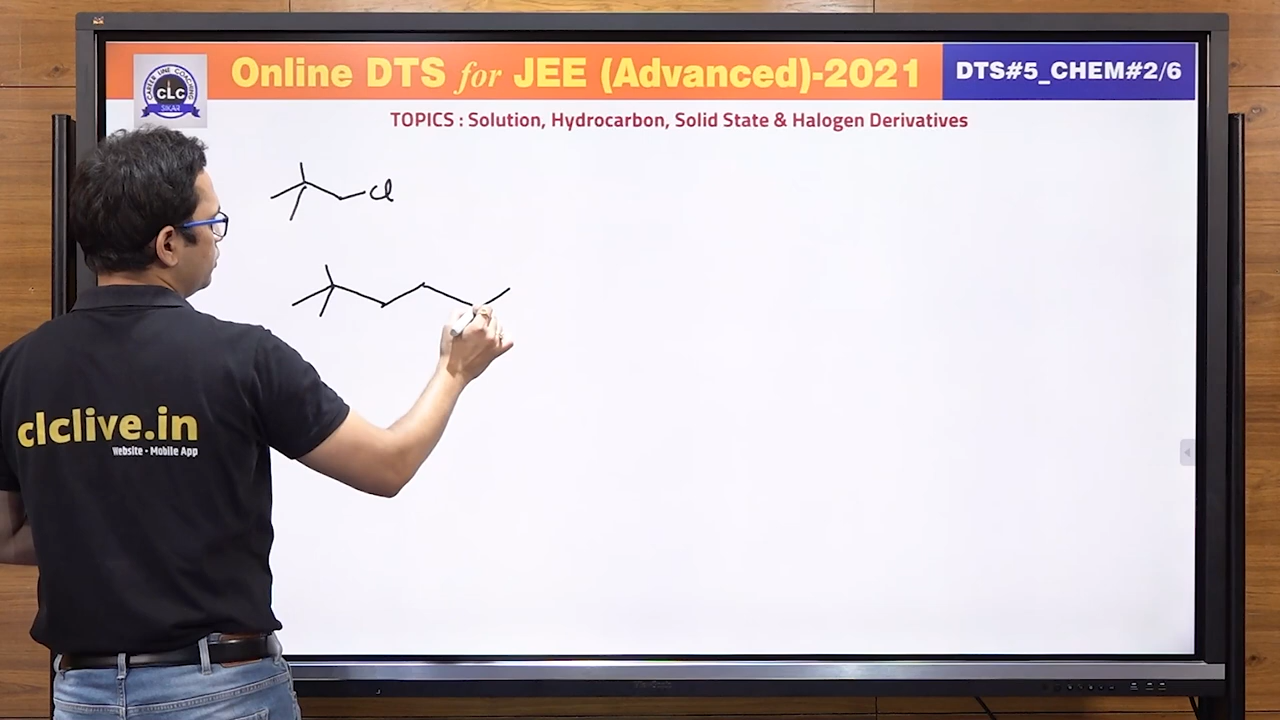 Online DTS for JEE (Advanced)-2021
DTS#5_CHEM#2/6
CAREER LINE COACHING
CLC
SIKAR
TOPICS : Solution, Hydrocarbon, Solid State & Halogen Derivatives
Cl
clclive.in
Website • Mobile App